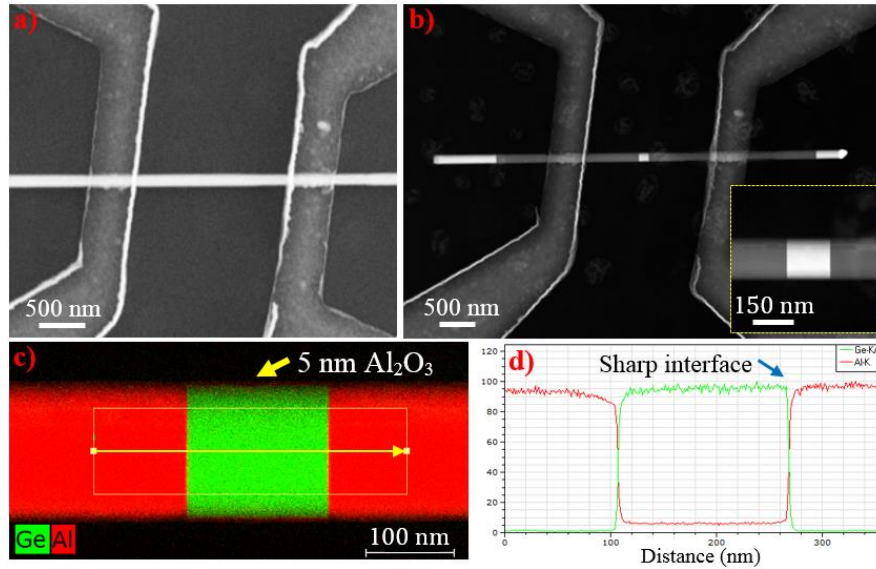 a)
500 nm
b)
500 nm
150 nm
c)
5 nm Al₂O₃
Ge Al
100 nm
d)
Sharp interface
Ge-KA
Al-K
120
100
80
60
40
20
0
0
100
200
300
Distance (nm)